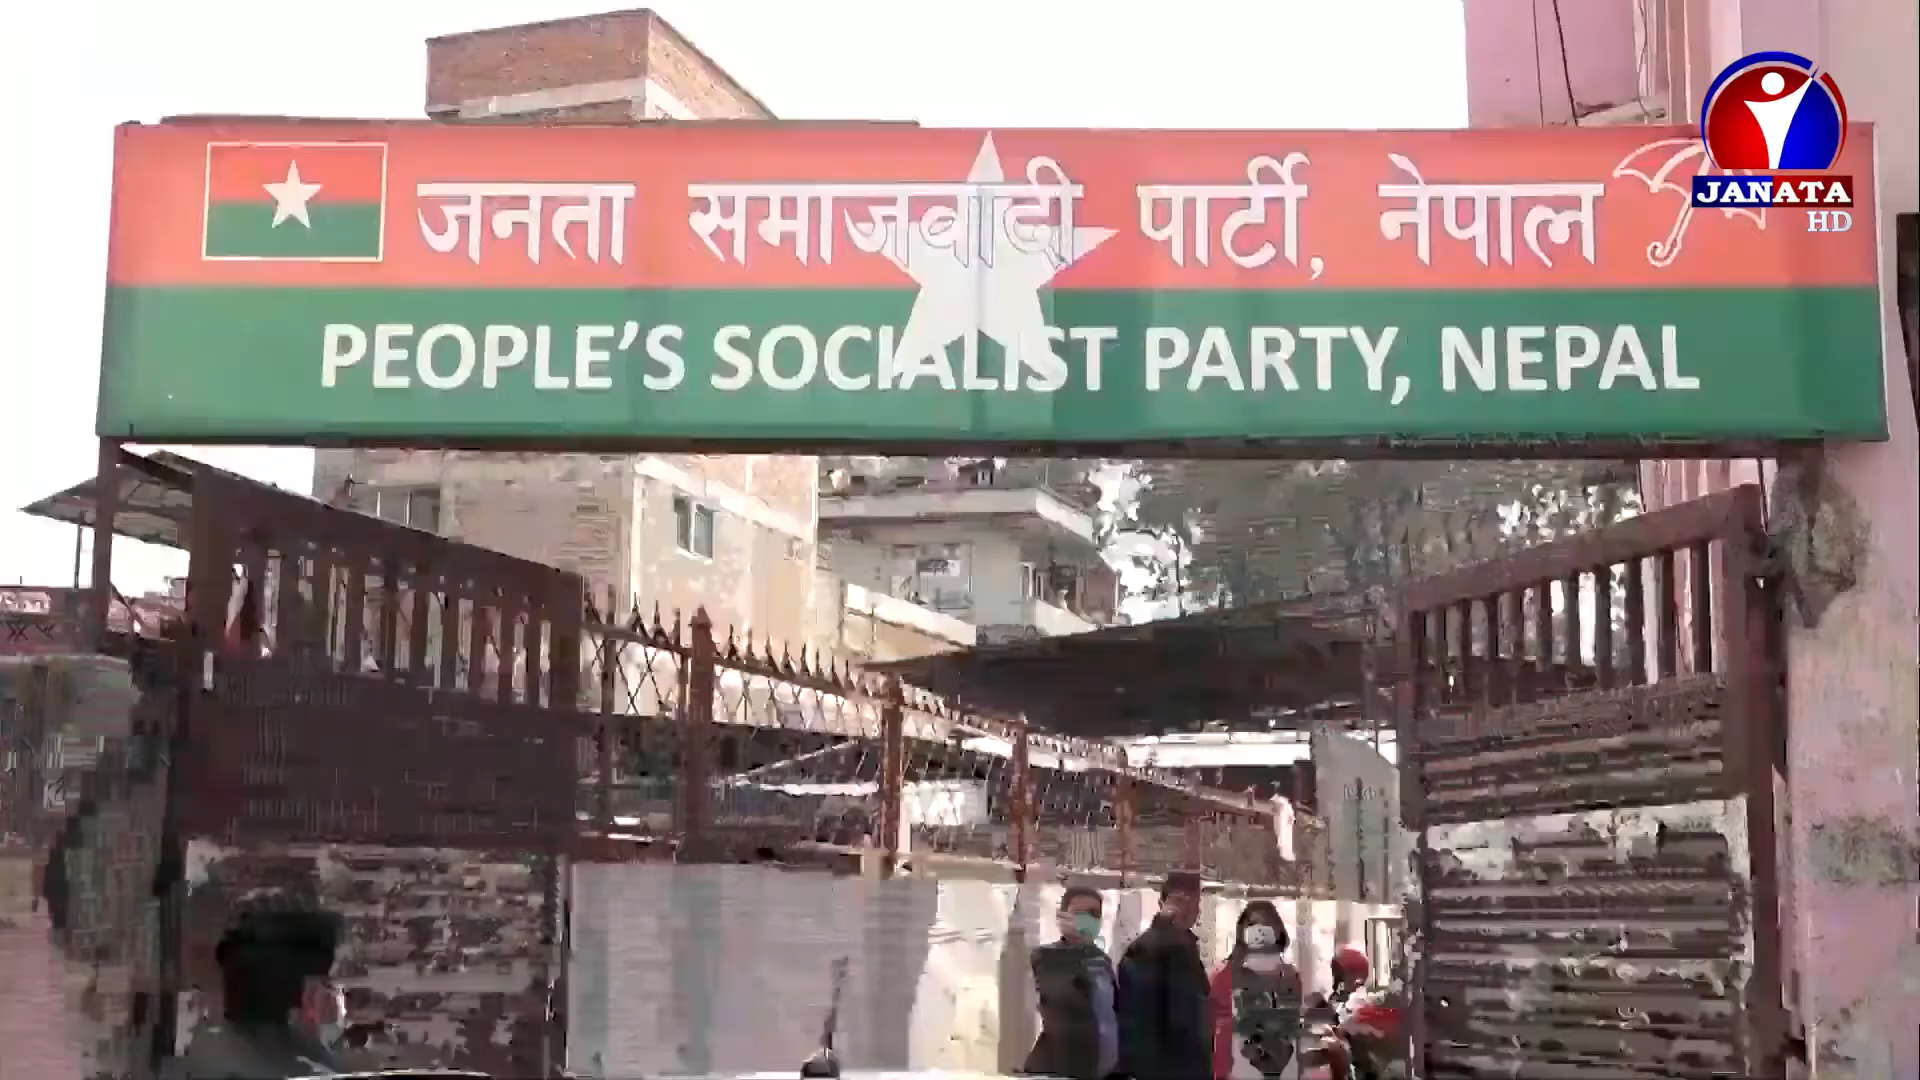 जनता समाजवादी पार्टी, नेपाल
PEOPLE'S SOCIALIST PARTY, NEPAL
JANATA
HD